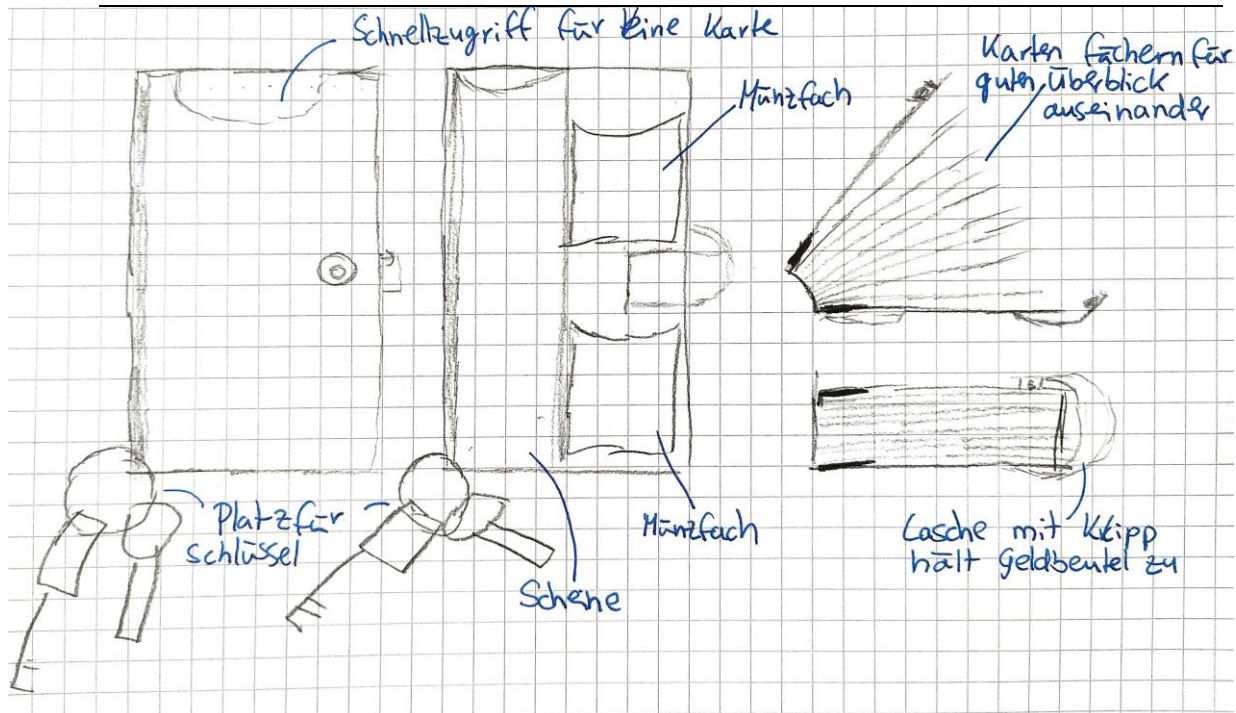 Schnellzugriff für eine Karte
Karten fächern für
guten Überblick
auseinander
Münzfach
Platz für
Schlüssel
Scheine
Münzfach
Lasche mit Klipp
hält Geldbeutel zu